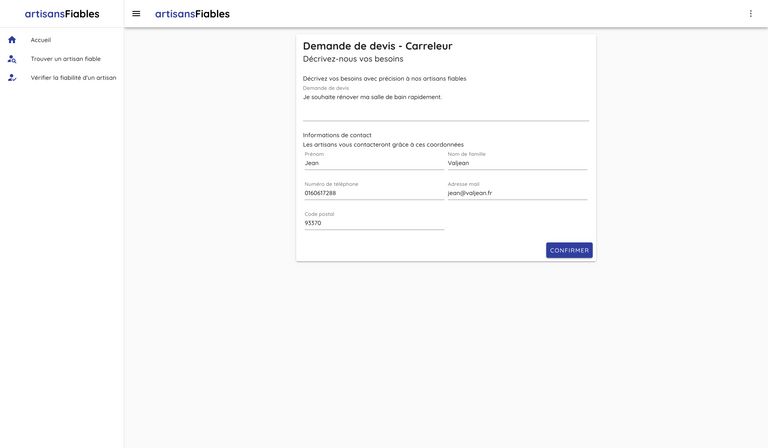 artisansFiables
artisansFiables
Accueil
Trouver un artisan fiable
Vérifier la fiabilité d'un artisan
Demande de devis - Carreleur
Décrivez-nous vos besoins
Décrivez vos besoins avec précision à nos artisans fiables
Demande de devis
Je souhaite rénover ma salle de bain rapidement.
Informations de contact
Les artisans vous contacteront grâce à ces coordonnées
Prénom Nom de famille
Jean Valjean
Numéro de téléphone Adresse mail
0160617288 jean@valjean.fr
Code postal
93370
CONFIRMER